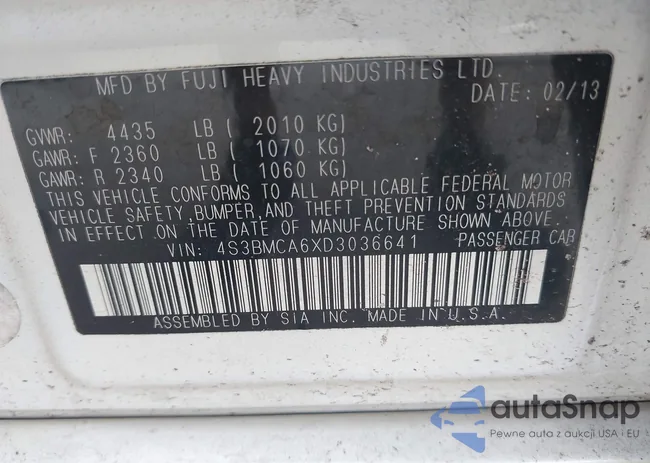 MFD BY FUJI HEAVY INDUSTRIES LTD.
DATE: 02/13
GVWR: 4435 LB ( 2010 KG)
GAWR: F 2360 LB ( 1070 KG)
GAWR: R 2340 LB ( 1060 KG)
THIS VEHICLE CONFORMS TO ALL APPLICABLE FEDERAL MOTOR
VEHICLE SAFETY, BUMPER, AND THEFT PREVENTION STANDARDS
IN EFFECT ON THE DATE OF MANUFACTURE SHOWN ABOVE.
VIN: 4S3BMCA6XD3036641 PASSENGER CAR
ASSEMBLED BY SIA INC. MADE IN U.S.A.
autaSnap
Pewne auta z aukcji USA i EU